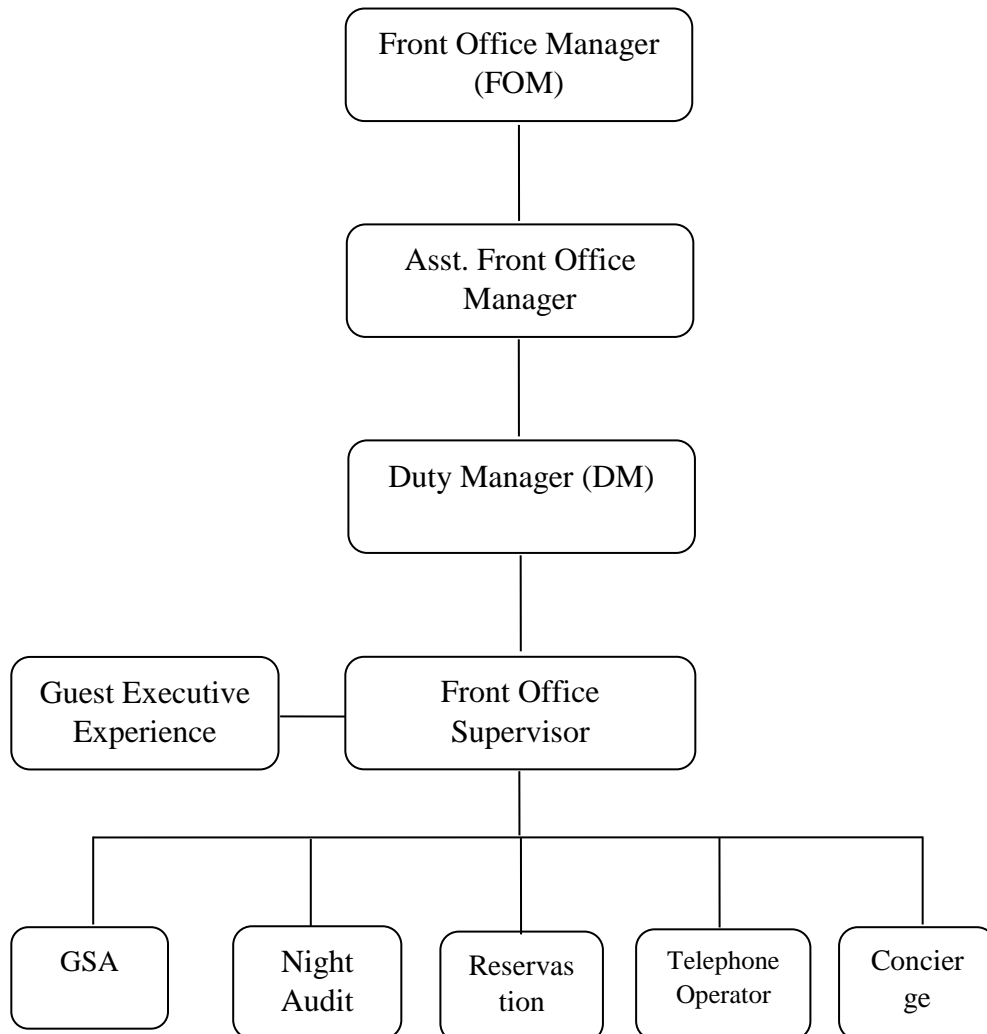 Front Office Manager
(FOM)
Asst. Front Office
Manager
Duty Manager (DM)
Guest Executive
Experience
Front Office
Supervisor
GSA
Night
Audit
Reservas
tion
Telephone
Operator
Concier
ge